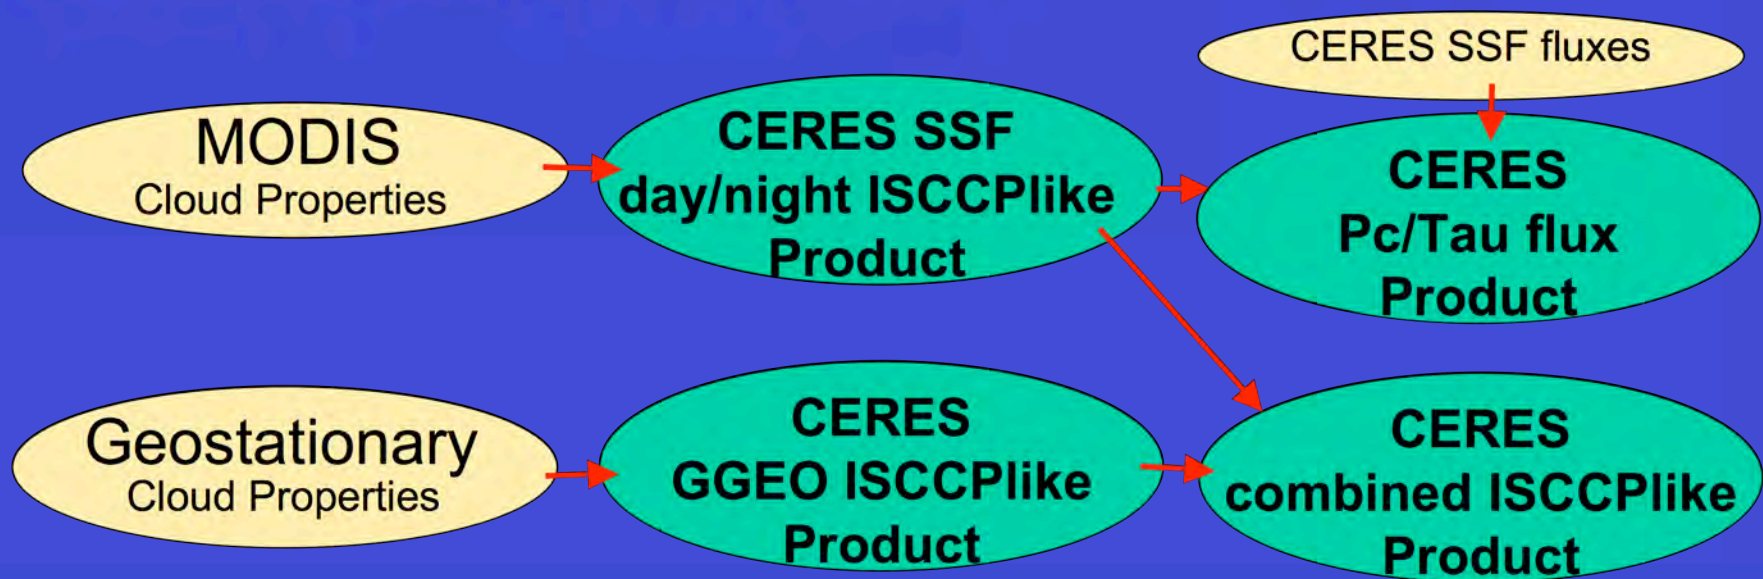 CERES SSF fluxes
MODIS
Cloud Properties
CERES SSF
day/night ISCCPlike
Product
CERES
Pc/Tau flux
Product
Geostationary
Cloud Properties
CERES
GGEO ISCCPlike
Product
CERES
combined ISCCPlike
Product